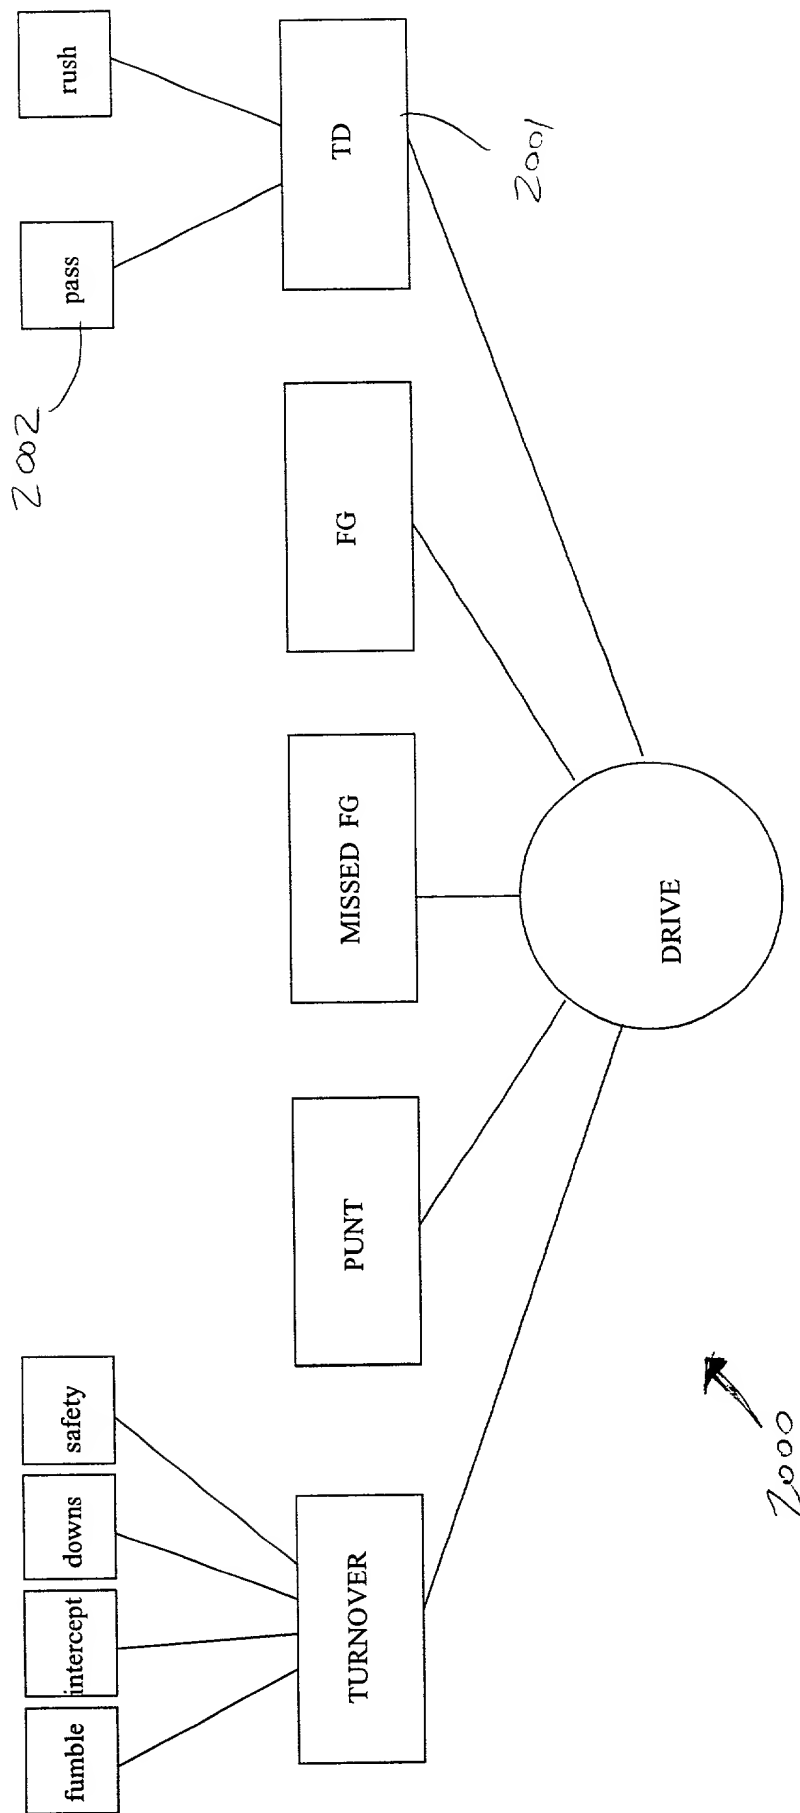 fumble
intercept
downs
safety
pass
rush
2002
TURNOVER
PUNT
MISSED FG
FG
TD
2001
DRIVE
2000